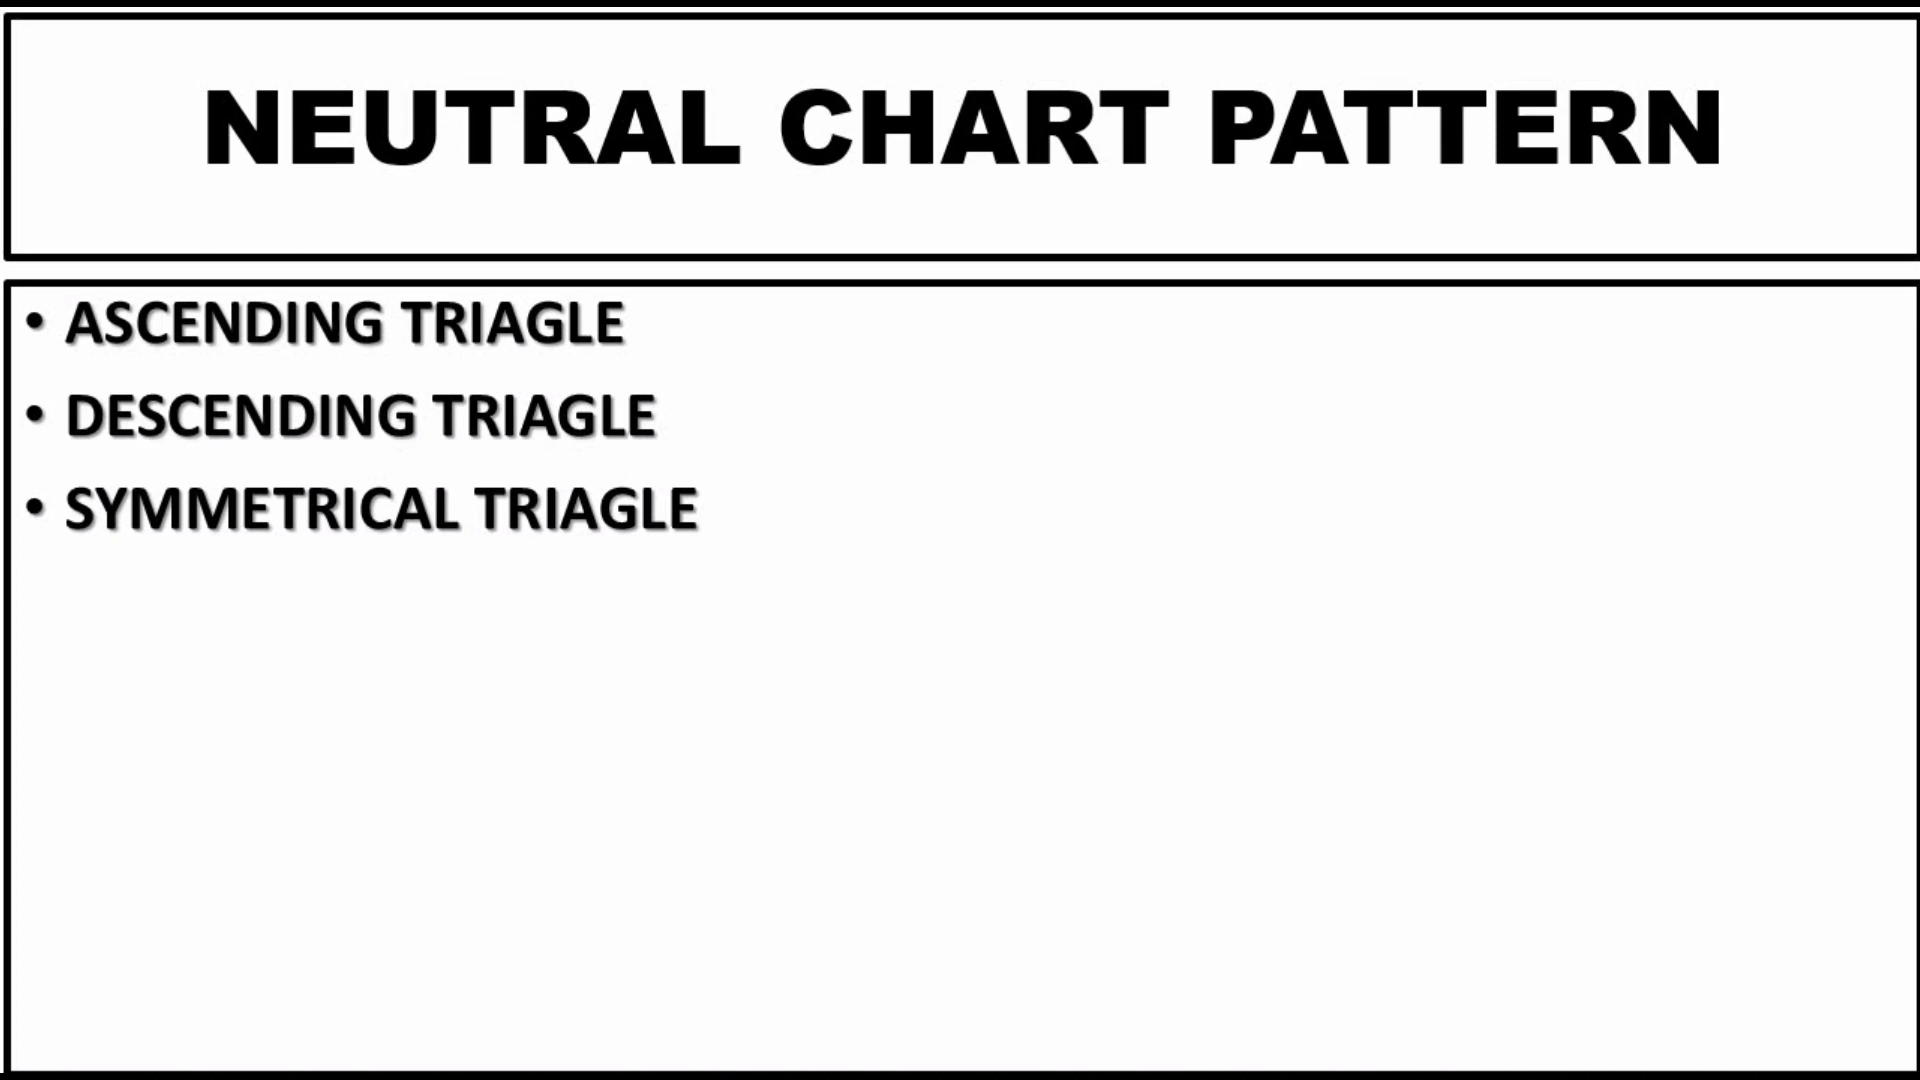 NEUTRAL CHART PATTERN
• ASCENDING TRIAGLE
• DESCENDING TRIAGLE
• SYMMETRICAL TRIAGLE